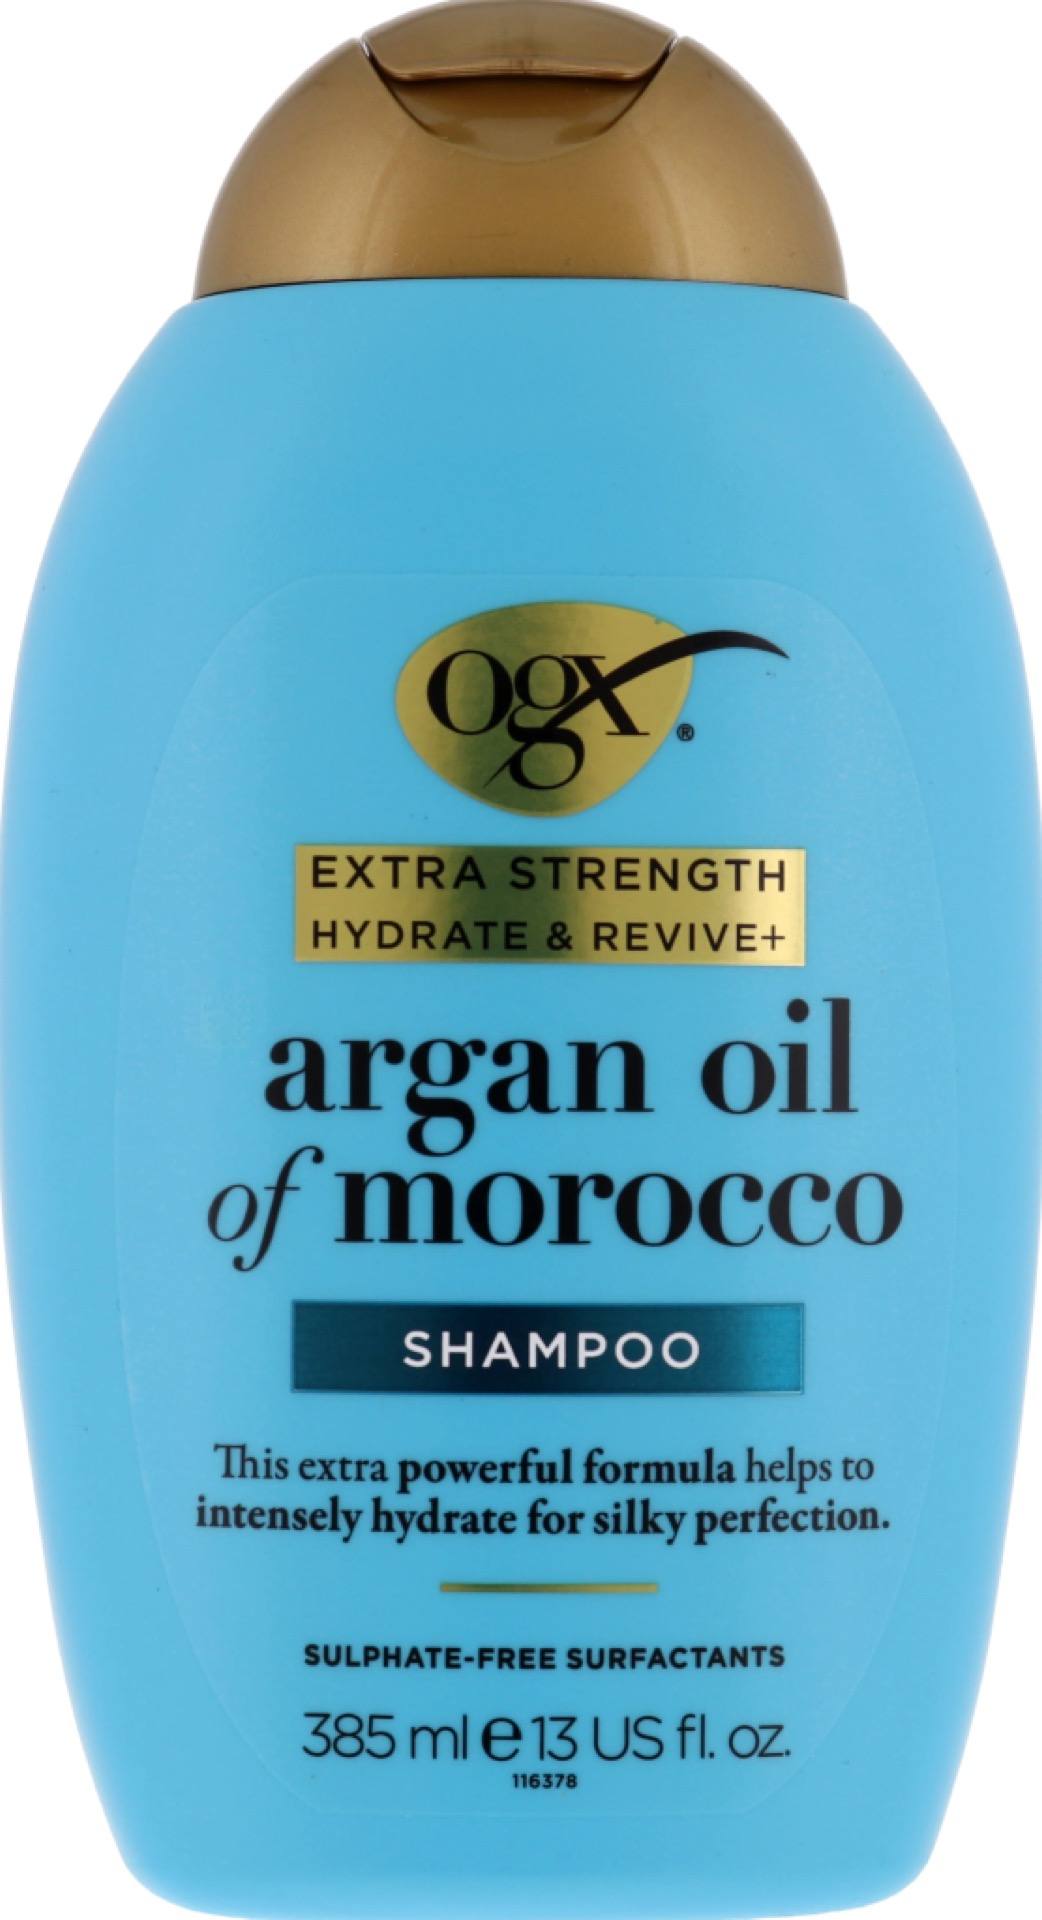 ogx®
EXTRA STRENGTH
HYDRATE & REVIVE+
argan oil
of morocco
SHAMPOO
This extra powerful formula helps to
intensely hydrate for silky perfection.
SULPHATE-FREE SURFACTANTS
385 ml e 13 US fl. oz.
116378